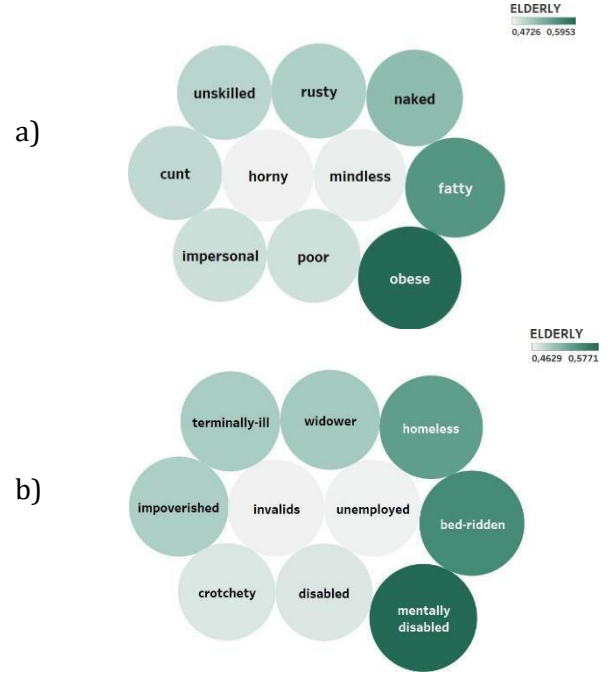 ELDERLY
0,4726 0,5953
a)
unskilled rusty naked
cunt horny mindless fatty
impersonal poor obese
ELDERLY
0,4629 0,5771
b)
terminally-ill widower homeless
impoverished invalids unemployed bed-ridden
crotchety disabled mentally
disabled